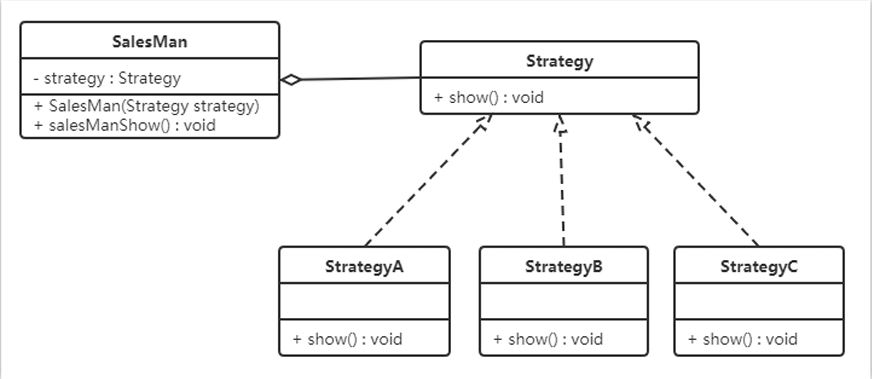 SalesMan
- strategy : Strategy
+ SalesMan(Strategy strategy)
+ salesManShow() : void
Strategy
+ show() : void
StrategyA
+ show() : void
StrategyB
+ show() : void
StrategyC
+ show() : void